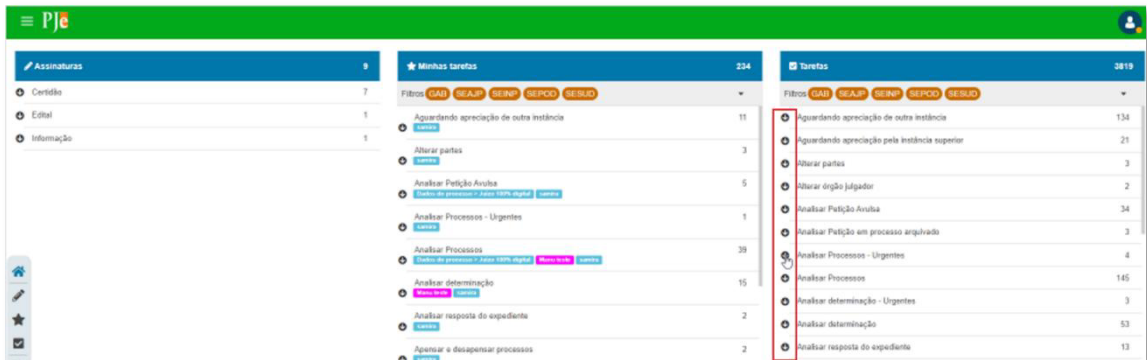 PJe
Assinaturas 9
Certidão 7
Edital 1
Informação 1
Minhas tarefas 234
Filtros GAB SEAJP SEINP SEPOD SESUD
Aguardando apreciação de outra instância 11
samira
Alterar partes 3
samira
Analisar Petição Avulsa 5
Dados do processo > Juízo 100% digital samira
Analisar Processos - Urgentes 1
samira
Analisar Processos 39
Dados do processo > Juízo 100% digital Manu teste samira
Analisar determinação 15
Manu teste samira
Analisar resposta do expediente 2
samira
Apensar e desapensar processos 2
samira
Tarefas 3819
Filtros GAB SEAJP SEINP SEPOD SESUD
Aguardando apreciação de outra instância 134
Aguardando apreciação pela instância superior 21
Alterar partes 3
Alterar órgão julgador 2
Analisar Petição Avulsa 34
Analisar Petição em processo arquivado 3
Analisar Processos - Urgentes 4
Analisar Processos 145
Analisar determinação - Urgentes 3
Analisar determinação 53
Analisar resposta do expediente 13